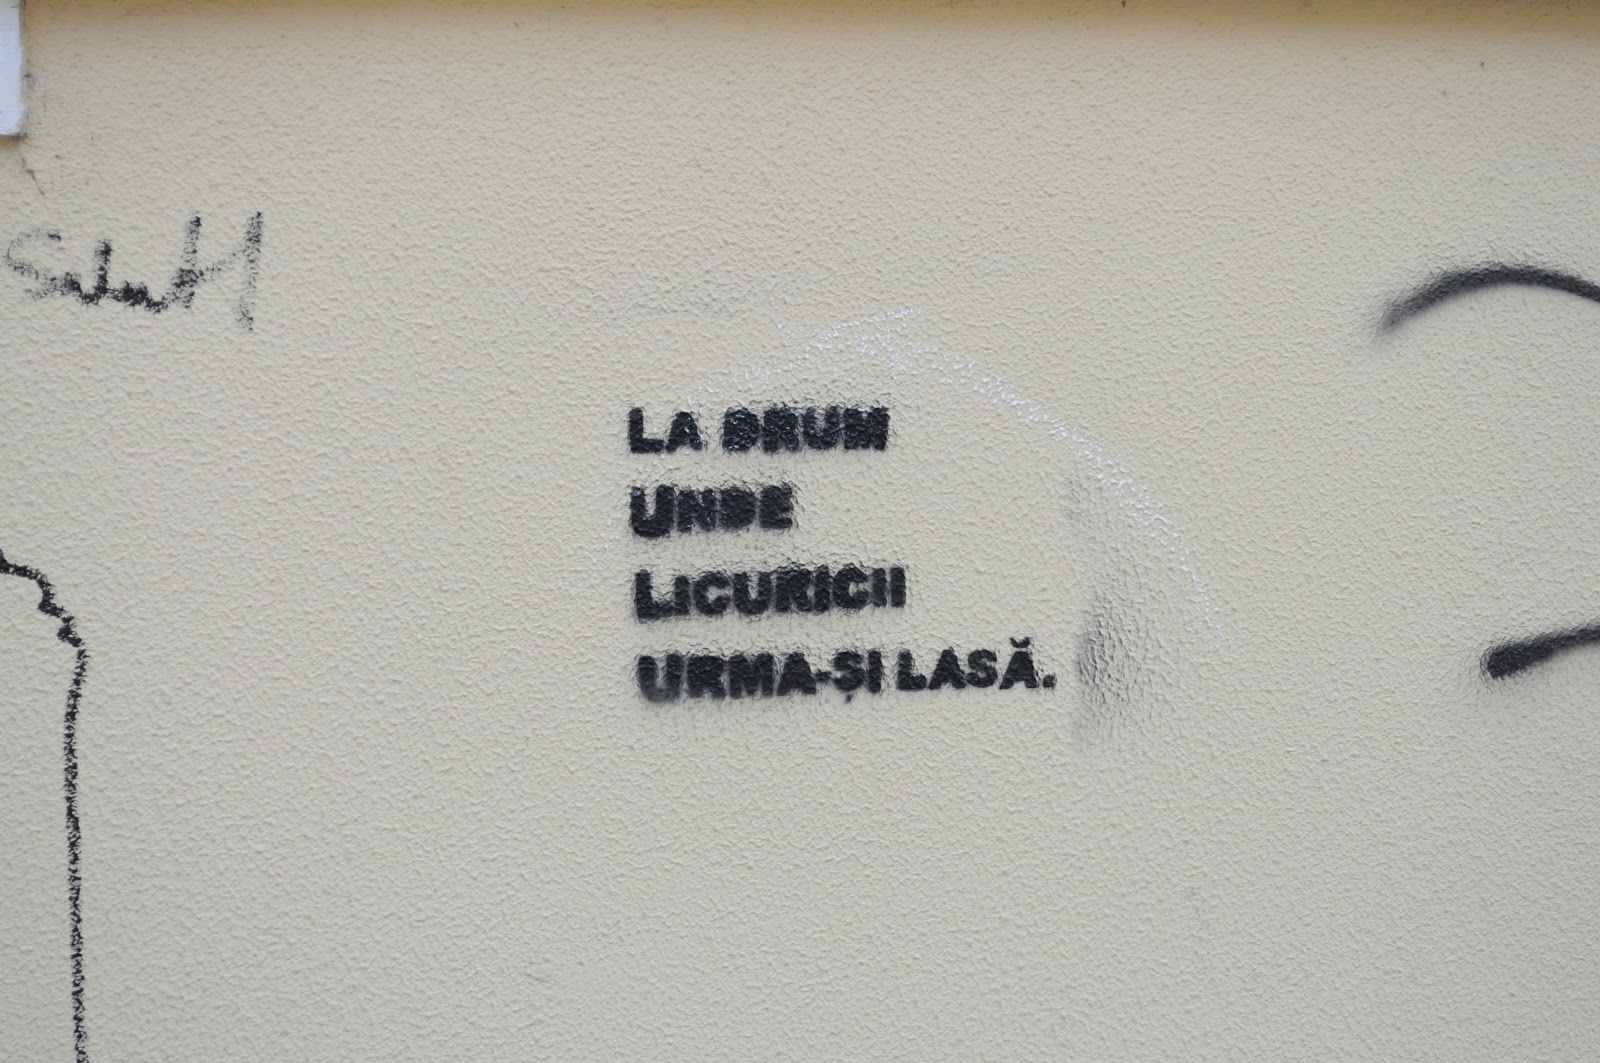 LA DRUM
UNDE
LICURICII
URMA-ȘI LASĂ.